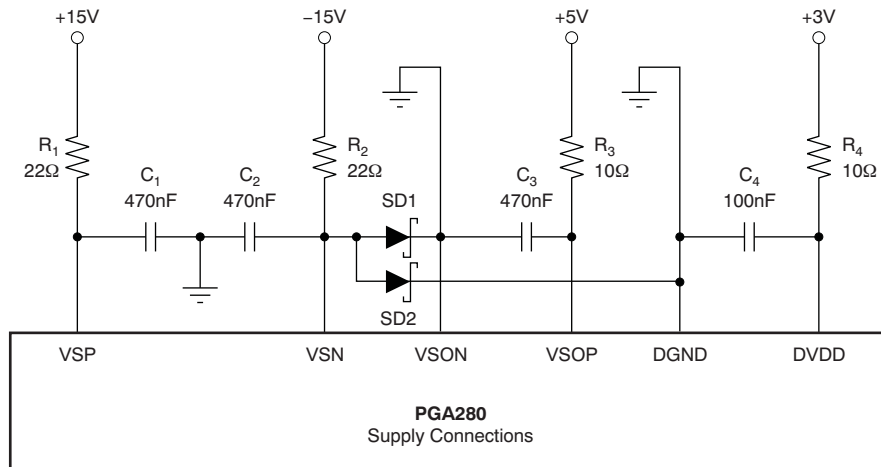 +15V
−15V
+5V
+3V
R1
22Ω
C1
470nF
C2
470nF
R2
22Ω
SD1
SD2
C3
470nF
R3
10Ω
C4
100nF
R4
10Ω
VSP
VSN
VSON
VSOP
DGND
DVDD
PGA280
Supply Connections